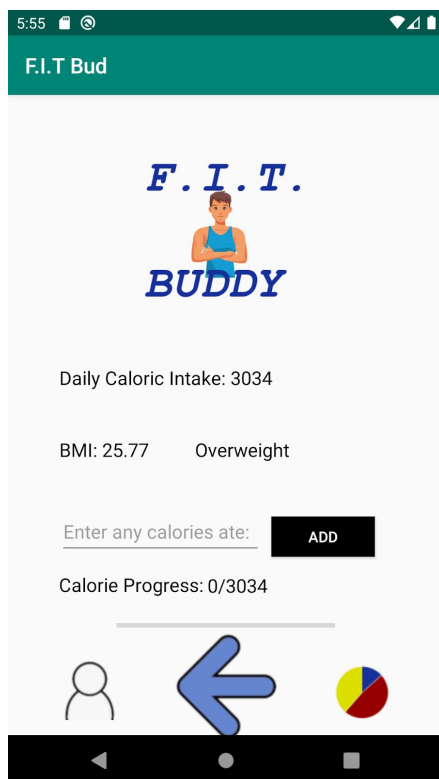 5:55
F.I.T Bud
F.I.T.
BUDDY
Daily Caloric Intake: 3034
BMI: 25.77 Overweight
Enter any calories ate: ADD
Calorie Progress: 0/3034